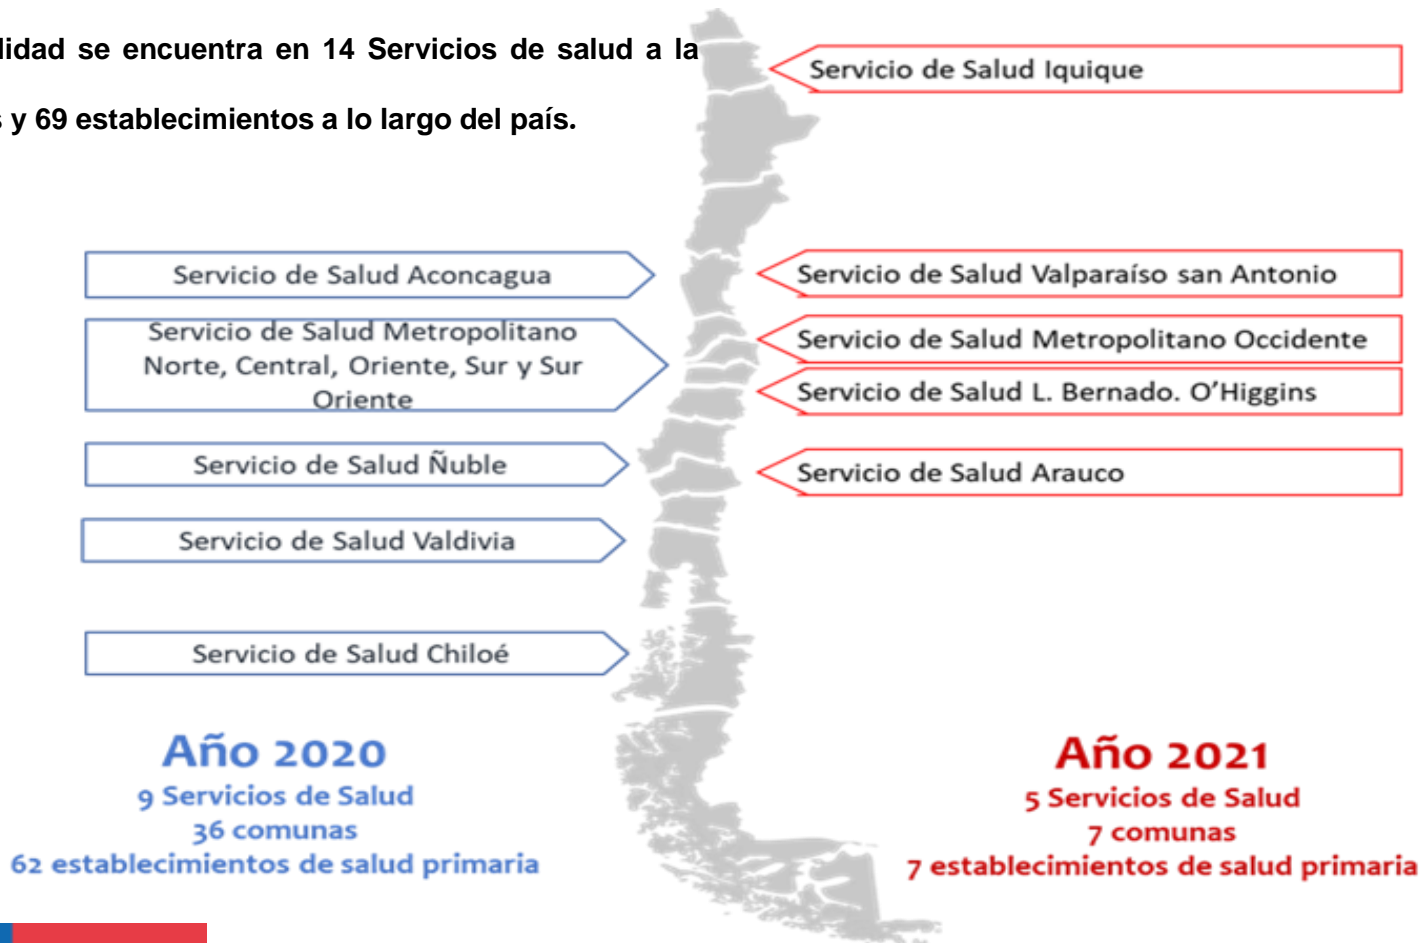 lidad se encuentra en 14 Servicios de salud a la
y 69 establecimientos a lo largo del país.
Servicio de Salud Iquique
Servicio de Salud Aconcagua
Servicio de Salud Valparaíso san Antonio
Servicio de Salud Metropolitano
Norte, Central, Oriente, Sur y Sur
Oriente
Servicio de Salud Metropolitano Occidente
Servicio de Salud L. Bernado. O’Higgins
Servicio de Salud Ñuble
Servicio de Salud Arauco
Servicio de Salud Valdivia
Servicio de Salud Chiloé
Año 2020
9 Servicios de Salud
36 comunas
62 establecimientos de salud primaria
Año 2021
5 Servicios de Salud
7 comunas
7 establecimientos de salud primaria